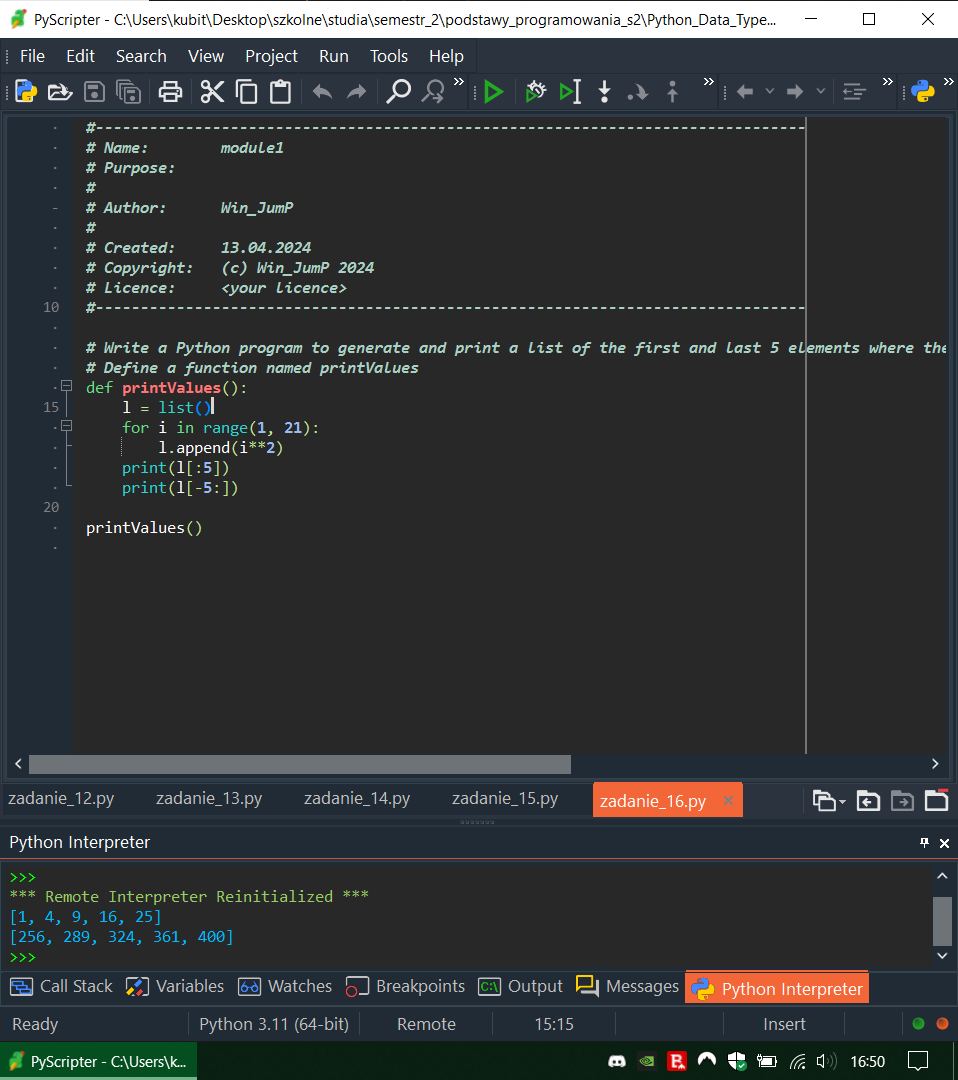 PyScripter - C:\Users\kubit\Desktop\szkolne\studia\semestr_2\podstawy_programowania_s2\Python_Data_Type...
File Edit Search View Project Run Tools Help
#------------------------------------------------------------------------------
# Name:        module1
# Purpose:
#
# Author:      Win_JumP
#
# Created:     13.04.2024
# Copyright:   (c) Win_JumP 2024
# Licence:     <your licence>
10 #------------------------------------------------------------------------------
# Write a Python program to generate and print a list of the first and last 5 elements where the
# Define a function named printValues
def printValues():
15     l = list()
    for i in range(1, 21):
        l.append(i**2)
    print(l[:5])
    print(l[-5:])
20
printValues()
zadanie_12.py zadanie_13.py zadanie_14.py zadanie_15.py zadanie_16.py
Python Interpreter
>>>
*** Remote Interpreter Reinitialized ***
[1, 4, 9, 16, 25]
[256, 289, 324, 361, 400]
>>>
Call Stack Variables Watches Breakpoints C:\ Output Messages Python Interpreter
Ready Python 3.11 (64-bit) Remote 15:15 Insert
PyScripter - C:\Users\k... 16:50